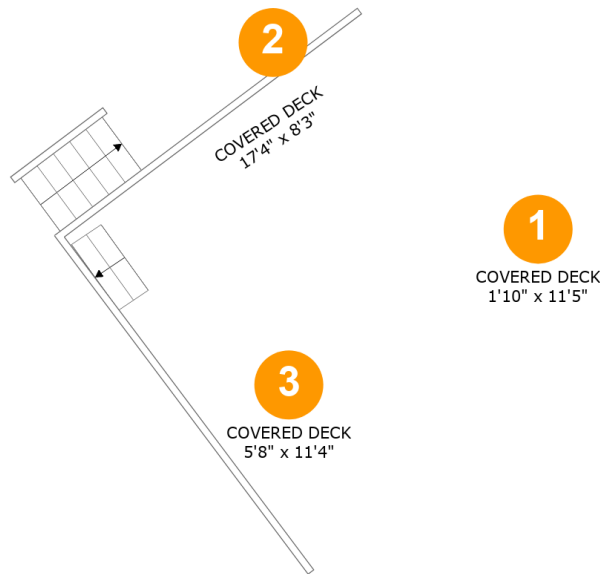 2
COVERED DECK
17'4" x 8'3"
1
COVERED DECK
1'10" x 11'5"
3
COVERED DECK
5'8" x 11'4"